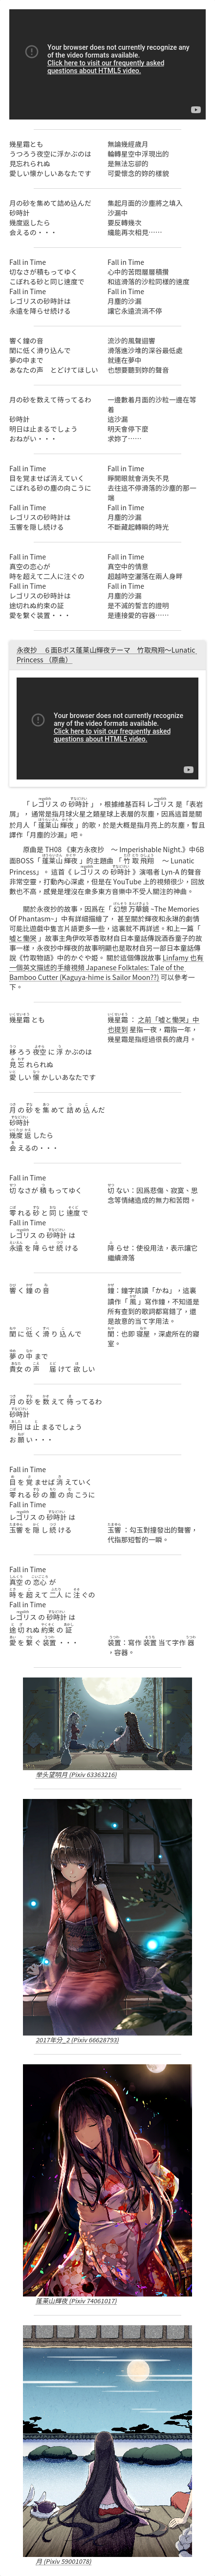 Your browser does not currently recognize any
of the video formats available.
Click here to visit our frequently asked
questions about HTML5 video.
幾星霜とも
うつろう夜空に浮かぶのは
見忘れられぬ
愛しい懐かしいあなたです
無論幾經歲月
輪轉星空中浮現出的
是無法忘卻的
可愛懷念的妳的樣貌
月の砂を集めて詰め込んだ
砂時計
幾度返したら
会えるの・・・
集起月面的沙塵將之填入
沙漏中
要反轉幾次
纔能再次相見……
Fall in Time
切なさが積もってゆく
こぼれる砂と同じ速度で
Fall in Time
レゴリスの砂時計は
永遠を降らせ続ける
Fall in Time
心中的苦悶層層積攢
和這滑落的沙粒同樣的速度
Fall in Time
月塵的沙漏
讓它永遠流淌不停
響く鐘の音
閨に低く滑り込んで
夢の中まで
あなたの声　とどけてほしい
流沙的風聲迴響
滑落進沙堆的深谷最低處
就連在夢中
也想要聽到妳的聲音
月の砂を数えて待ってるわ
砂時計
明日は止まるでしょう
おねがい・・・
一邊數着月面的沙粒一邊在等
着
這沙漏
明天會停下麼
求妳了……
Fall in Time
目を覚ませば消えていく
こぼれる砂の塵の向こうに
Fall in Time
レゴリスの砂時計は
玉響を隠し続ける
Fall in Time
睜開眼就會消失不見
去往這不停滑落的沙塵的那一
端
Fall in Time
月塵的沙漏
不斷藏起轉瞬的時光
Fall in Time
真空の恋心が
時を超えて二人に注ぐの
Fall in Time
レゴリスの砂時計は
途切れぬ約束の証
愛を繋ぐ装置・・・
Fall in Time
真空中的情意
超越時空灑落在兩人身畔
Fall in Time
月塵的沙漏
是不滅的誓言的證明
是連接愛的容器……
永夜抄　６面Bボス蓬莱山輝夜テーマ　竹取飛翔～Lunatic
Princess （原曲）
Your browser does not currently recognize any
of the video formats available.
Click here to visit our frequently asked
questions about HTML5 video.
「レゴリスの砂時計」，根據維基百科レゴリス是「表岩
屑」，通常是指月球火星之類星球上表層的灰塵，因爲這首是關
於月人「蓬萊山輝夜」的歌，於是大概是指月亮上的灰塵，暫且
譯作「月塵的沙漏」吧。
原曲是 TH08 《東方永夜抄　～ Imperishable Night.》中6B
面BOSS「蓬萊山輝夜」的主題曲「竹取飛翔　～ Lunatic
Princess」。 這首《レゴリスの砂時計》演唱者 Lyn-A 的聲音
非常空靈，打動內心深處，但是在 YouTube 上的視頻很少，回放
數也不高，感覺是埋沒在衆多東方音樂中不受人關注的神曲。
關於永夜抄的故事，因爲在「幻想万華鏡 ~The Memories
Of Phantasm~」中有詳細描繪了，甚至關於輝夜和永琳的劇情
可能比遊戲中隻言片語更多一些，這裏就不再詳述。和上一篇「
嘘と慟哭」故事主角伊吹萃香取材自日本童話傳說酒吞童子的故
事一樣，永夜抄中輝夜的故事明顯也是取材自另一部日本童話傳
說《竹取物語》中的かぐや姫。 關於這個傳說故事 Linfamy 也有
一個英文描述的手繪視頻 Japanese Folktales: Tale of the
Bamboo Cutter (Kaguya-hime is Sailor Moon??) 可以參考一
下。
幾星霜とも
移ろう夜空に浮かぶのは
見忘れられぬ
愛しい懐かしいあなたです
幾星霜： 之前「嘘と慟哭」中
也提到 星指一夜，霜指一年，
幾星霜是指經過很長的歲月。
月の砂を集めて詰め込んだ
砂時計
幾度返したら
会えるの・・・
Fall in Time
切なさが積もってゆく
零れる砂と同じ速度で
Fall in Time
レゴリスの砂時計は
永遠を降らせ続ける
切ない：因爲悲傷、寂寞、思
念等情緒造成的無力和苦悶。
降らせ：使役用法，表示讓它
繼續滑落
響く鐘の音
閨に低く滑り込んで
夢の中まで
貴女の声　届けて欲しい
鐘：鐘字該讀「かね」，這裏
讀作「風」寫作鐘，不知道是
所有查到的歌詞都寫錯了，還
是故意的当て字用法。
閨：也即寝屋，深處所在的寢
室。
月の砂を数えて待ってるわ
砂時計
明日は止まるでしょう
お願い・・・
Fall in Time
目を覚ませば消えていく
零れる砂の塵の向こうに
Fall in Time
レゴリスの砂時計は
玉響を隠し続ける
玉響：勾玉對撞發出的聲響，
代指那短暫的一瞬。
Fall in Time
真空の恋心が
時を超えて二人に注ぐの
Fall in Time
レゴリスの砂時計は
途切れぬ約束の証
愛を繋ぐ装置・・・
装置：寫作装置当て字作器
，容器。
举头望明月 (Pixiv 63363216)
2017年分_2 (Pixiv 66628793)
蓬莱山輝夜 (Pixiv 74061017)
月 (Pixiv 59001078)